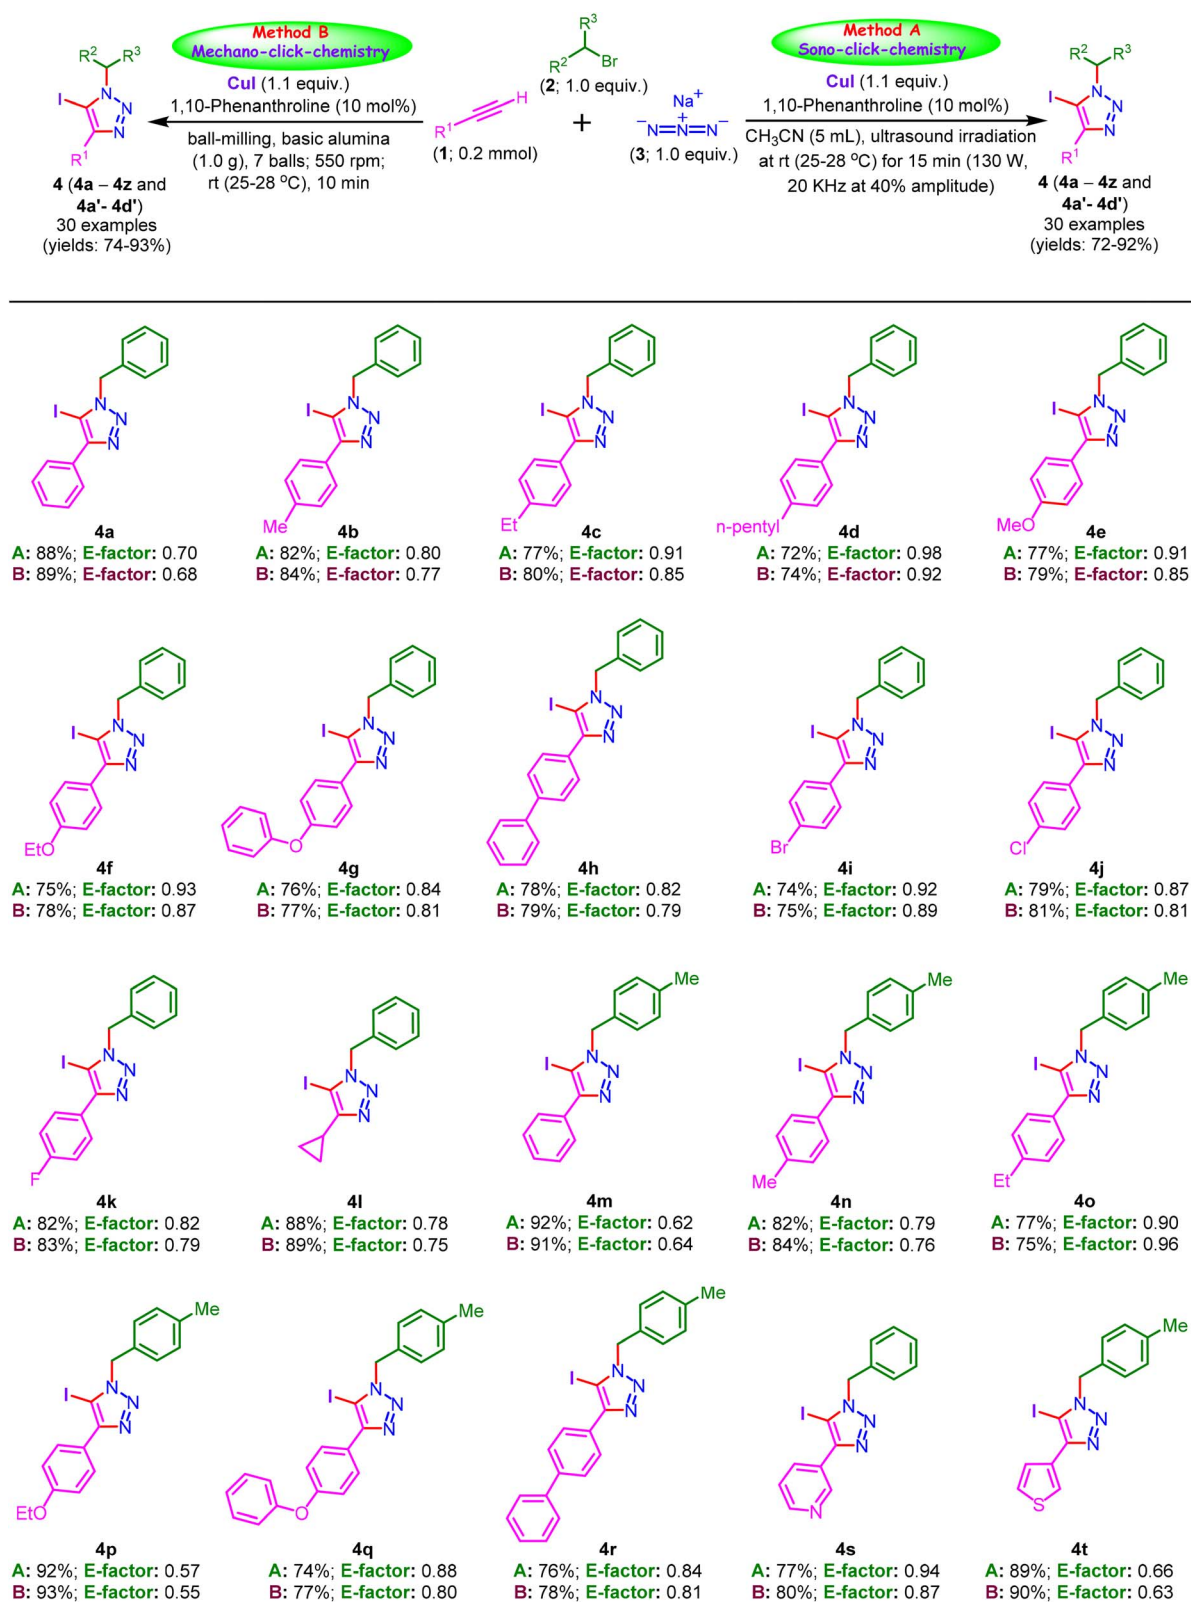 Method B
Mechano-click-chemistry
CuI (1.1 equiv.)
1,10-Phenanthroline (10 mol%)
ball-milling, basic alumina
(1.0 g), 7 balls; 550 rpm;
rt (25-28 °C), 10 min
R² R³
I N N N
R¹
4 (4a – 4z and
4a'- 4d')
30 examples
(yields: 74-93%)
R¹ H
(1; 0.2 mmol)
+
R³
R² Br
(2; 1.0 equiv.)
Na⁺
⁻N=N⁺=N⁻
(3; 1.0 equiv.)
Method A
Sono-click-chemistry
CuI (1.1 equiv.)
1,10-Phenanthroline (10 mol%)
CH₃CN (5 mL), ultrasound irradiation
at rt (25-28 °C) for 15 min (130 W,
20 KHz at 40% amplitude)
R² R³
I N N N
R¹
4 (4a – 4z and
4a'- 4d')
30 examples
(yields: 72-92%)
I N N N
4a
A: 88%; E-factor: 0.70
B: 89%; E-factor: 0.68
I N N N
Me
4b
A: 82%; E-factor: 0.80
B: 84%; E-factor: 0.77
I N N N
Et
4c
A: 77%; E-factor: 0.91
B: 80%; E-factor: 0.85
I N N N
n-pentyl
4d
A: 72%; E-factor: 0.98
B: 74%; E-factor: 0.92
I N N N
MeO
4e
A: 77%; E-factor: 0.91
B: 79%; E-factor: 0.85
I N N N
EtO
4f
A: 75%; E-factor: 0.93
B: 78%; E-factor: 0.87
I N N N
O
4g
A: 76%; E-factor: 0.84
B: 77%; E-factor: 0.81
I N N N
4h
A: 78%; E-factor: 0.82
B: 79%; E-factor: 0.79
I N N N
Br
4i
A: 74%; E-factor: 0.92
B: 75%; E-factor: 0.89
I N N N
Cl
4j
A: 79%; E-factor: 0.87
B: 81%; E-factor: 0.81
I N N N
F
4k
A: 82%; E-factor: 0.82
B: 83%; E-factor: 0.79
I N N N
4l
A: 88%; E-factor: 0.78
B: 89%; E-factor: 0.75
Me
I N N N
4m
A: 92%; E-factor: 0.62
B: 91%; E-factor: 0.64
Me
I N N N
Me
4n
A: 82%; E-factor: 0.79
B: 84%; E-factor: 0.76
Me
I N N N
Et
4o
A: 77%; E-factor: 0.90
B: 75%; E-factor: 0.96
Me
I N N N
EtO
4p
A: 92%; E-factor: 0.57
B: 93%; E-factor: 0.55
Me
I N N N
O
4q
A: 74%; E-factor: 0.88
B: 77%; E-factor: 0.80
Me
I N N N
4r
A: 76%; E-factor: 0.84
B: 78%; E-factor: 0.81
I N N N
N
4s
A: 77%; E-factor: 0.94
B: 80%; E-factor: 0.87
Me
I N N N
S
4t
A: 89%; E-factor: 0.66
B: 90%; E-factor: 0.63